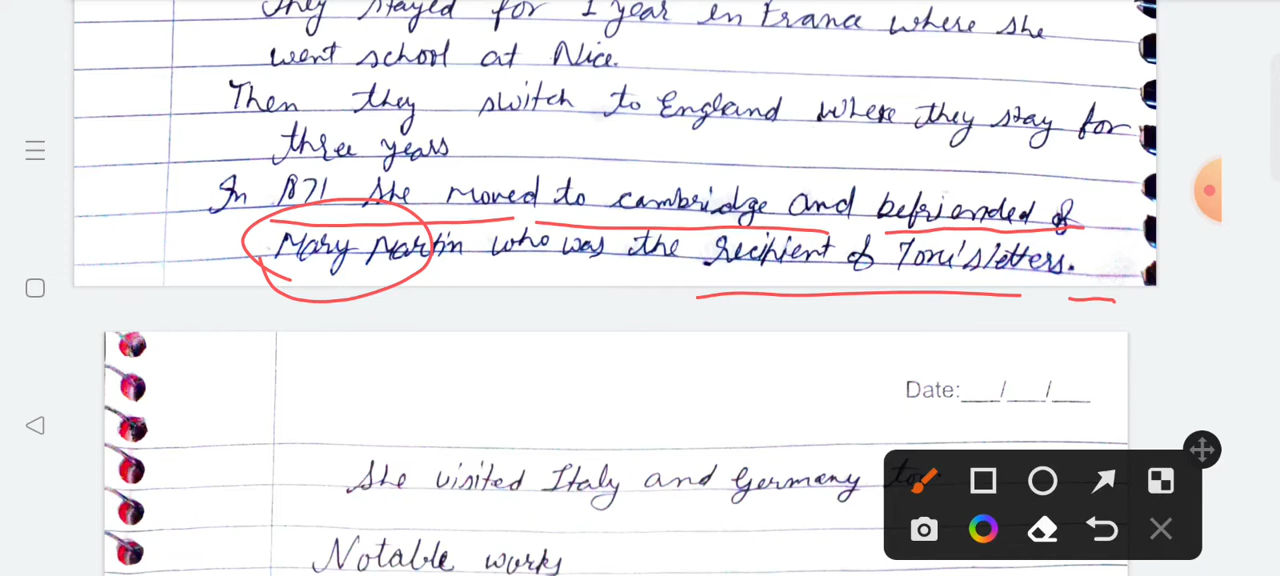 They stayed for 1 year in France where she
went school at Nice.
Then they switch to England where they stay for
three years
In 1871 she moved to cambridge and befriended of
Mary Martin who was the recipient of Toru's letters.
Date:___/___/___
She visited Italy and Germany
Notable works